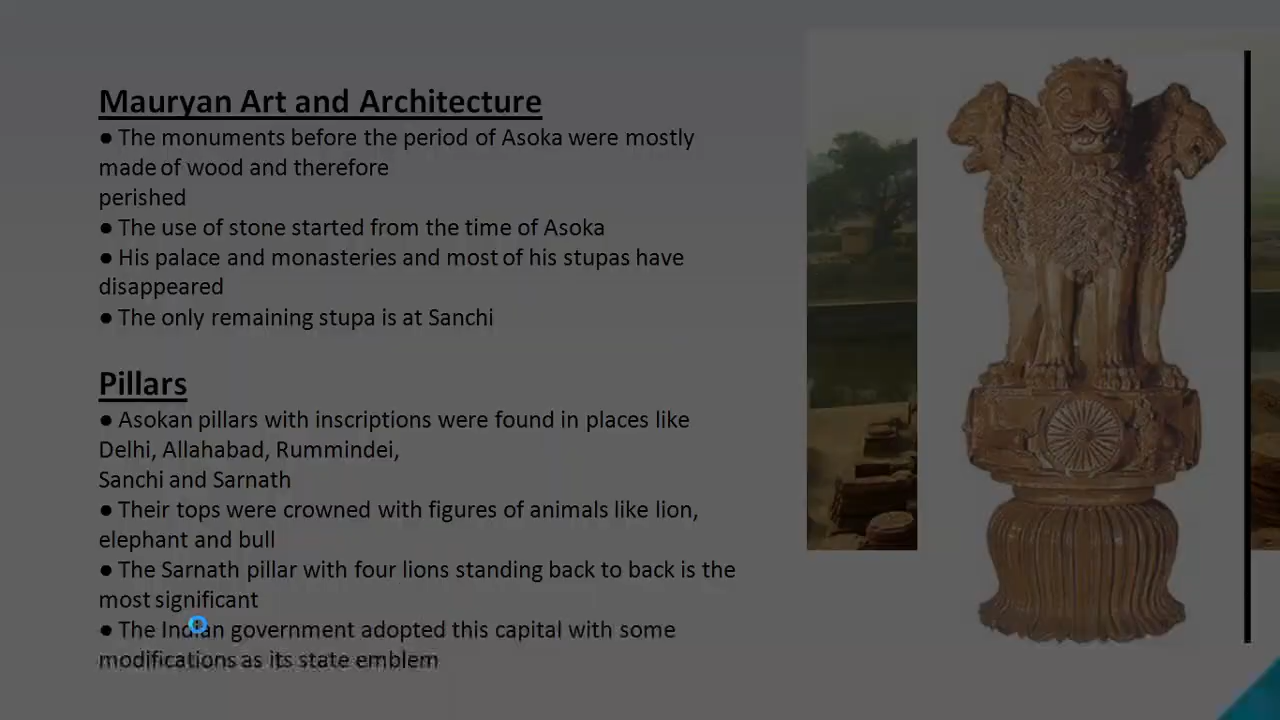 Mauryan Art and Architecture
● The monuments before the period of Asoka were mostly
made of wood and therefore
perished
● The use of stone started from the time of Asoka
● His palace and monasteries and most of his stupas have
disappeared
● The only remaining stupa is at Sanchi
Pillars
● Asokan pillars with inscriptions were found in places like
Delhi, Allahabad, Rummindei,
Sanchi and Sarnath
● Their tops were crowned with figures of animals like lion,
elephant and bull
● The Sarnath pillar with four lions standing back to back is the
most significant
● The Indian government adopted this capital with some
modifications as its state emblem